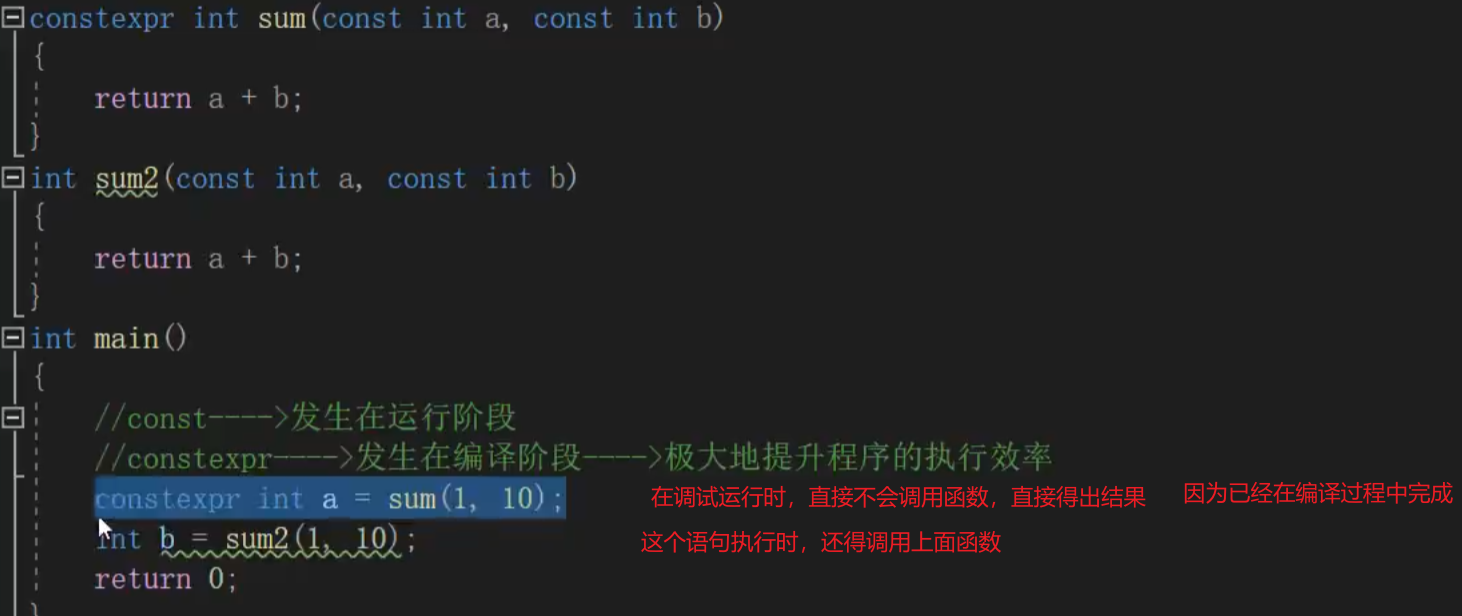 constexpr int sum(const int a, const int b)
{
return a + b;
}
int sum2(const int a, const int b)
{
return a + b;
}
int main()
{
//const---->发生在运行阶段
//constexpr---->发生在编译阶段---->极大地提升程序的执行效率
constexpr int a = sum(1, 10); 在调试运行时，直接不会调用函数，直接得出结果 因为已经在编译过程中完成
int b = sum2(1, 10); 这个语句执行时，还得调用上面函数
return 0;
}